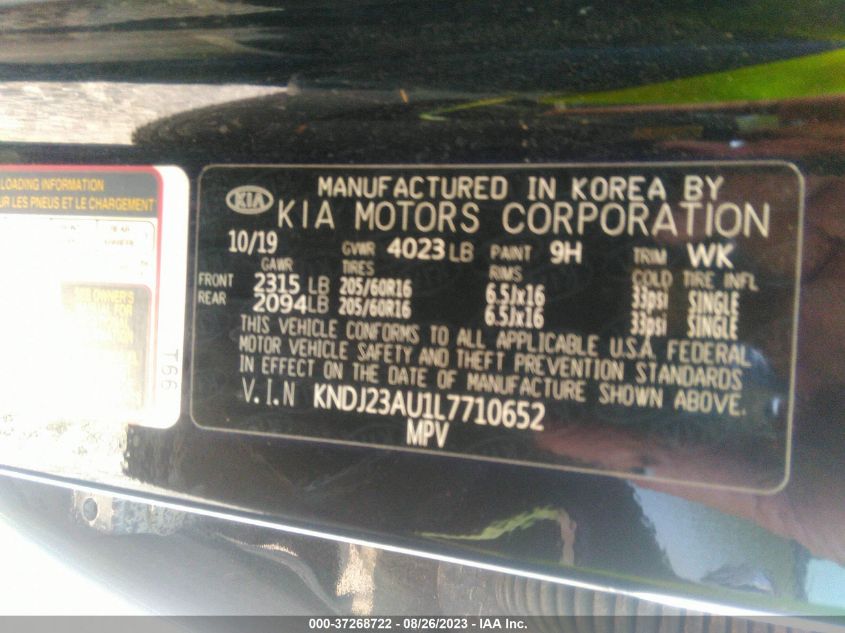 LOADING INFORMATION
UR LES PNEUS ET LE CHARGEMENT
T66
KIA
MANUFACTURED IN KOREA BY
KIA MOTORS CORPORATION
10/19 GVWR 4023 LB PAINT 9H TRIM WK
GAWR TIRES RIMS COLD TIRE INFL
FRONT 2315 LB 205/60R16 6.5Jx16 33psi SINGLE
REAR 2094 LB 205/60R16 6.5Jx16 33psi SINGLE
THIS VEHICLE CONFORMS TO ALL APPLICABLE U.S.A. FEDERAL
MOTOR VEHICLE SAFETY AND THEFT PREVENTION STANDARDS
IN EFFECT ON THE DATE OF MANUFACTURE SHOWN ABOVE.
V.I.N KNDJ23AU1L7710652
MPV
000-37268722 - 08/26/2023 - IAA Inc.